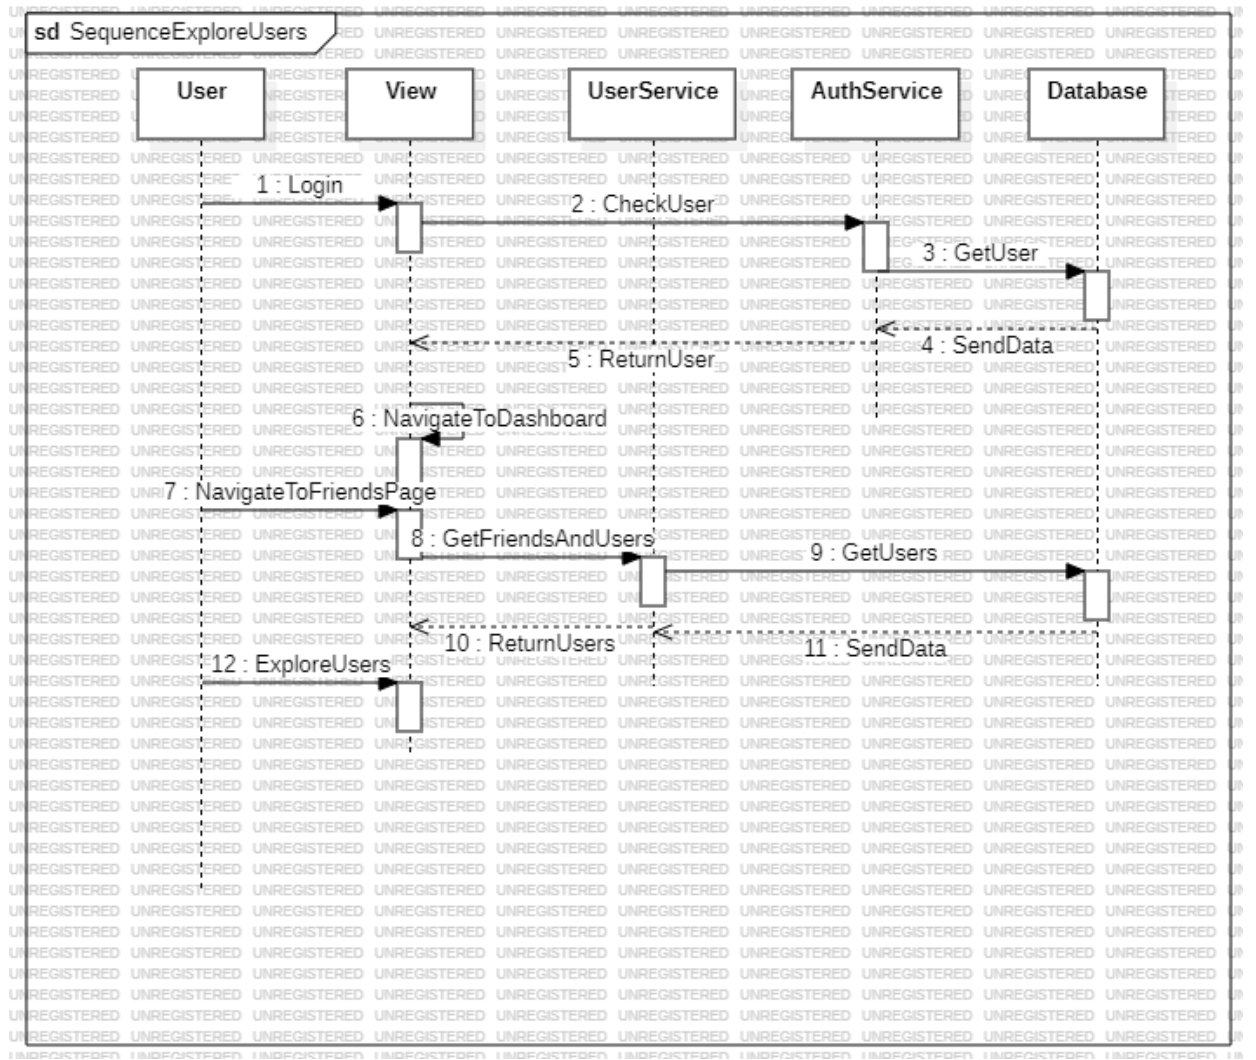 sd SequenceExploreUsers
User
View
UserService
AuthService
Database
1 : Login
2 : CheckUser
3 : GetUser
4 : SendData
5 : ReturnUser
6 : NavigateToDashboard
7 : NavigateToFriendsPage
8 : GetFriendsAndUsers
9 : GetUsers
10 : ReturnUsers
11 : SendData
12 : ExploreUsers
UNREGISTERED